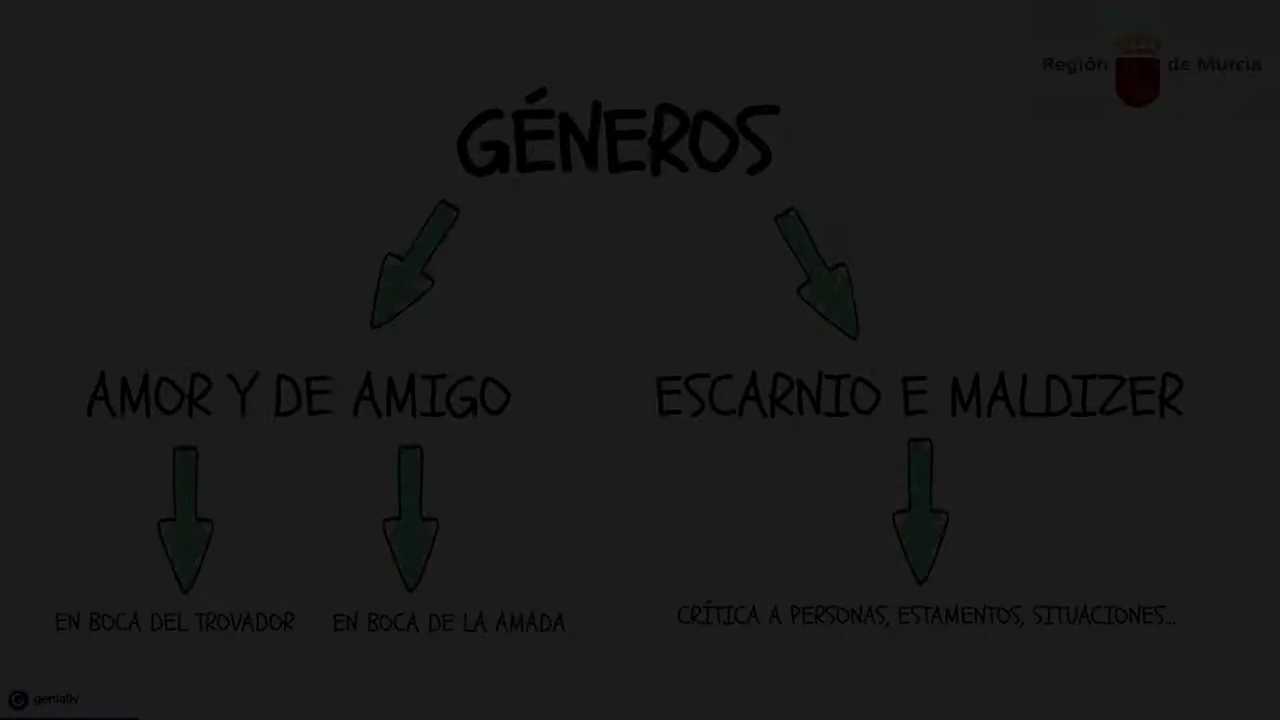 Región de Murcia
GÉNEROS
AMOR Y DE AMIGO
ESCARNIO E MALDIZER
EN BOCA DEL TROVADOR
EN BOCA DE LA AMADA
CRÍTICA A PERSONAS, ESTAMENTOS, SITUACIONES...
genially